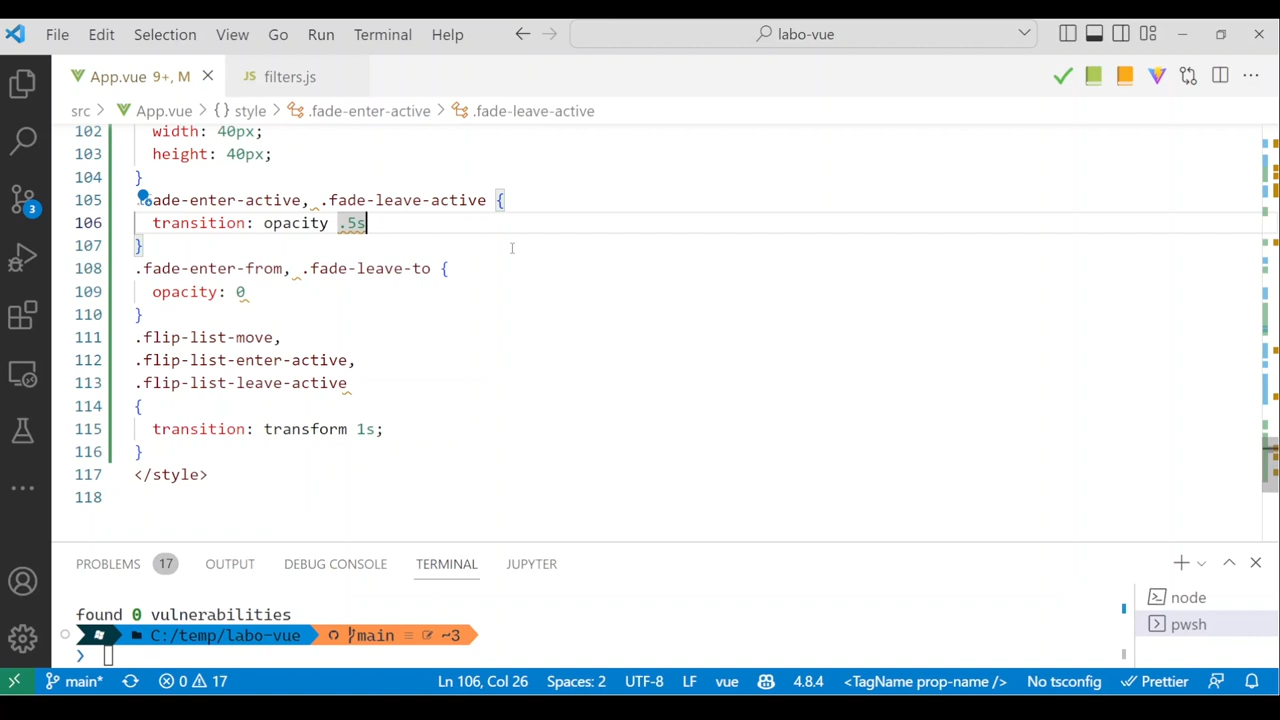 File Edit Selection View Go Run Terminal Help labo-vue
App.vue 9+, M JS filters.js
src > App.vue > {} style > .fade-enter-active > .fade-leave-active
102 width: 40px;
103 height: 40px;
104 }
105 ade-enter-active, .fade-leave-active {
106 transition: opacity .5s
107 }
108 .fade-enter-from, .fade-leave-to {
109 opacity: 0
110 }
111 .flip-list-move,
112 .flip-list-enter-active,
113 .flip-list-leave-active
114 {
115 transition: transform 1s;
116 }
117 </style>
118
3
PROBLEMS 17 OUTPUT DEBUG CONSOLE TERMINAL JUPYTER
found 0 vulnerabilities
C:/temp/labo-vue main ≡ ~3
❯
node
pwsh
main* 0 17 Ln 106, Col 26 Spaces: 2 UTF-8 LF vue 4.8.4 <TagName prop-name /> No tsconfig Prettier